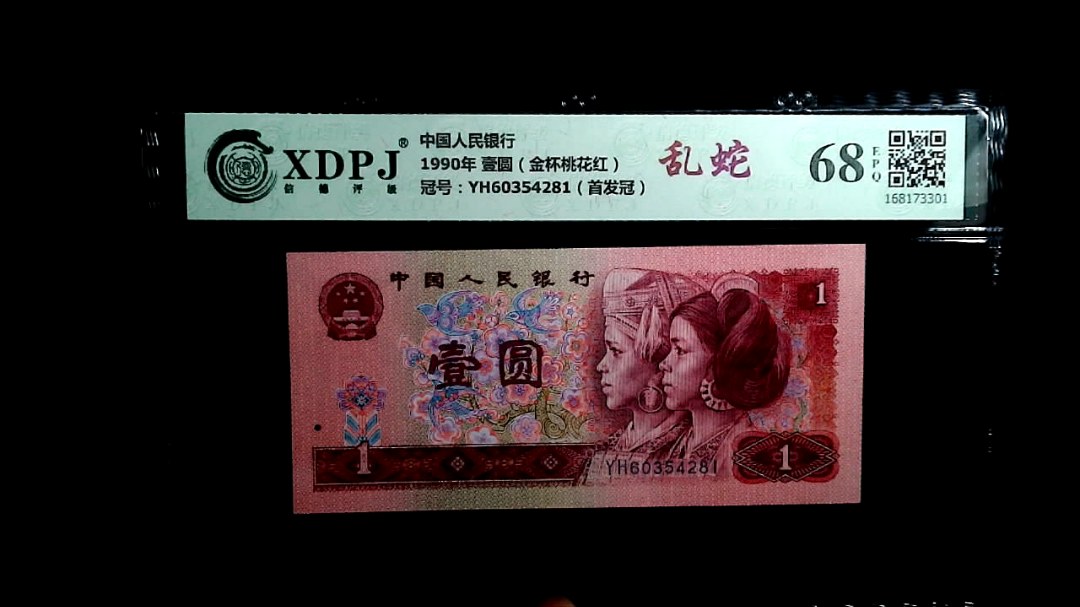 XDPJ®
信德评级
中国人民银行
1990年 壹圆（金杯桃花红）
冠号：YH60354281（首发冠）
乱蛇
68
EPQ
168173301
中国人民银行
1
壹圆
1
YH60354281
1